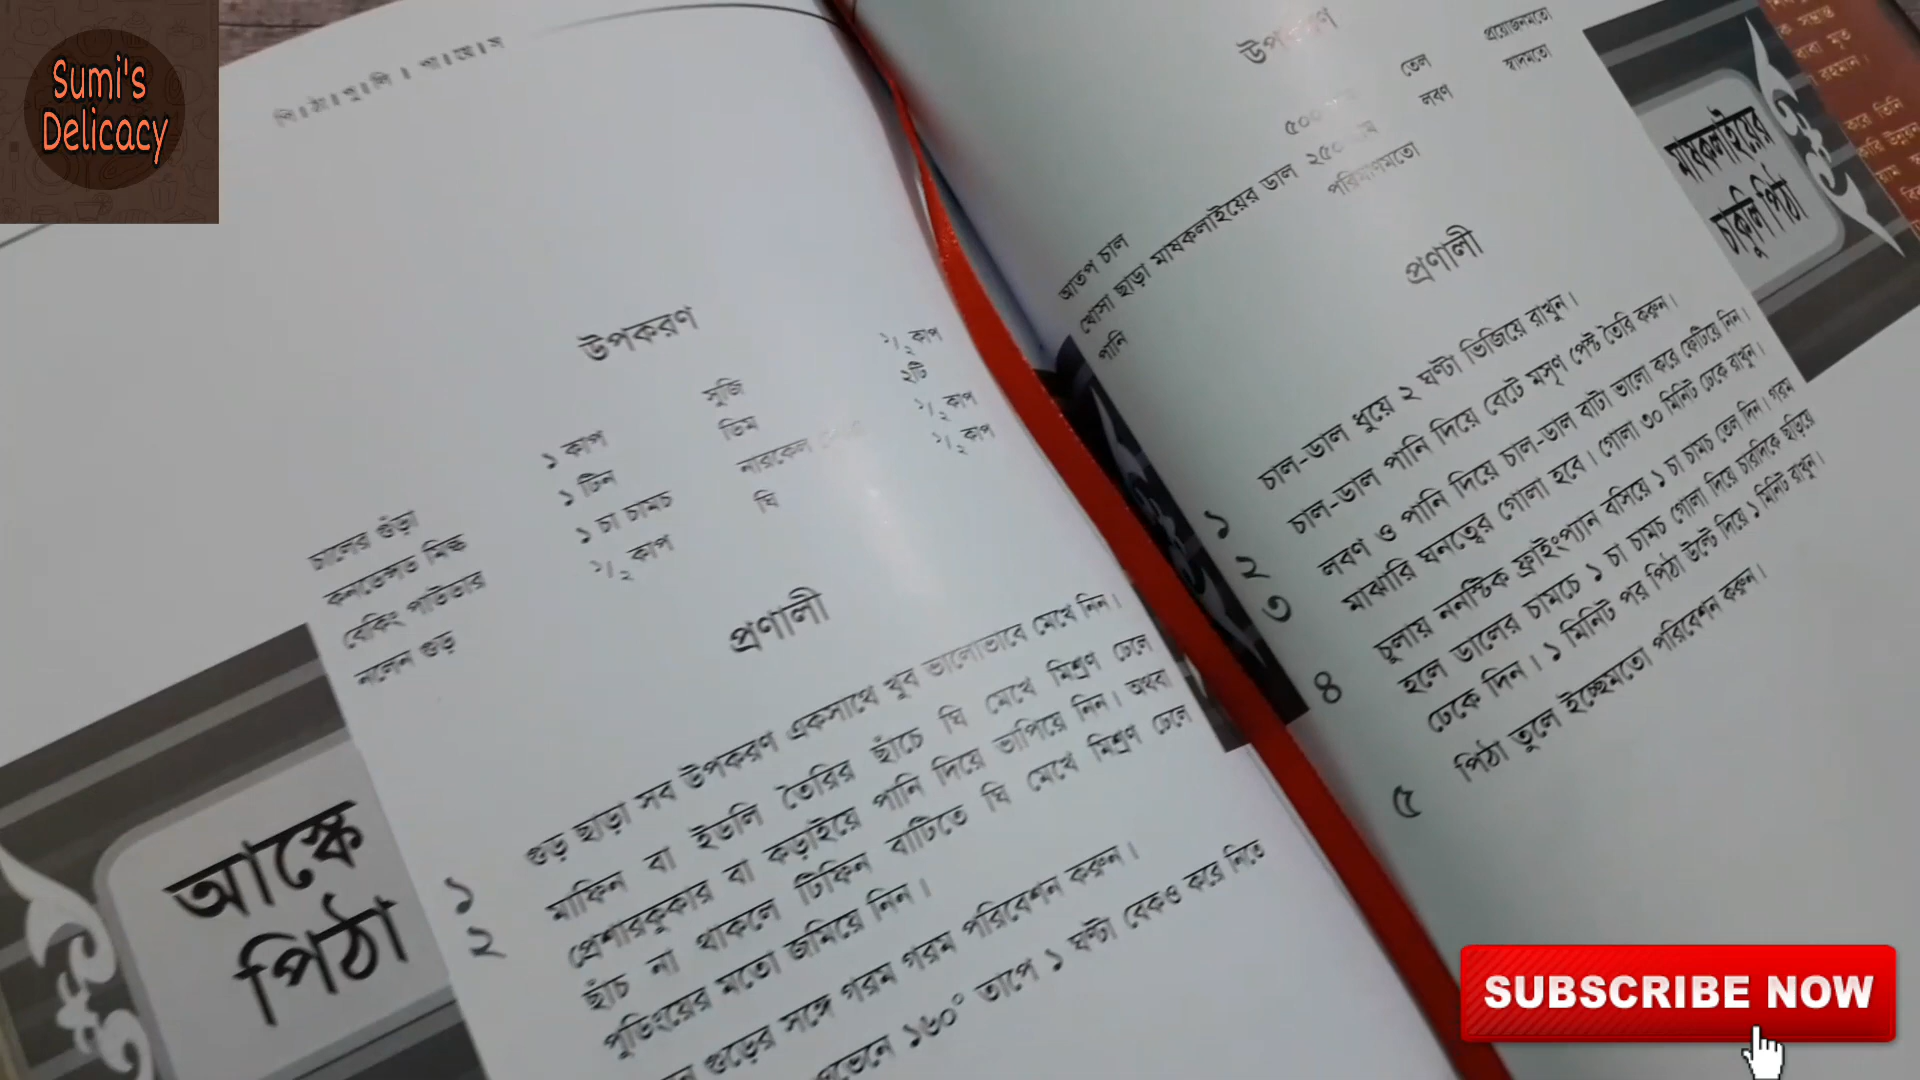 Sumi's
Delicacy
পি।ঠা।পু।লি । পা।য়ে।স
উপকরণ
চালের গুঁড়া ১ কাপ
কনডেন্সড মিল্ক ১ টিন
বেকিং পাউডার ১ চা চামচ
নলেন গুড় ১/২ কাপ
সুজি ১/২ কাপ
ডিম ২টি
নারকেল ১/২ কাপ
ঘি ১/২ কাপ
প্রণালী
১ গুড় ছাড়া সব উপকরণ একসাথে খুব ভালোভাবে মেখে নিন।
২ মাফিন বা ইডলি তৈরির ছাঁচে ঘি মেখে মিশ্রণ ঢেলে
প্রেশারকুকার বা কড়াইয়ে পানি দিয়ে ভাপিয়ে নিন। অথবা
ছাঁচ না থাকলে টিফিন বাটিতে ঘি মেখে মিশ্রণ ঢেলে
পুডিংয়ের মতো জমিয়ে নিন।
গুড়ের সঙ্গে গরম গরম পরিবেশন করুন।
১৬০° তাপে ১ ঘণ্টা বেকও করে নিতে
আস্কে
পিঠা
উপকরণ
আতপ চাল ৫০০
খোসা ছাড়া মাষকলাইয়ের ডাল ২৫০
পানি পরিমাণমতো
তেল প্রয়োজনমতো
লবণ স্বাদমতো
প্রণালী
১ চাল-ডাল ধুয়ে ২ ঘণ্টা ভিজিয়ে রাখুন।
২ চাল-ডাল পানি দিয়ে বেটে মসৃণ পেস্ট তৈরি করুন।
৩ লবণ ও পানি দিয়ে চাল-ডাল বাটা ভালো করে ফেটিয়ে নিন।
মাঝারি ঘনত্বের গোলা হবে। গোলা ৩০ মিনিট ঢেকে রাখুন।
৪ চুলায় ননস্টিক ফ্রাইংপ্যান বসিয়ে ১ চা চামচ তেল দিন। গরম
হলে ডালের চামচে ১ চা চামচ গোলা দিয়ে চারদিকে ছড়িয়ে
ঢেকে দিন। ১ মিনিট পর পিঠা উল্টে দিয়ে ১ মিনিট রাখুন।
৫ পিঠা তুলে ইচ্ছেমতো পরিবেশন করুন।
মাষকলাইয়ের
চাকুলি পিঠা
SUBSCRIBE NOW